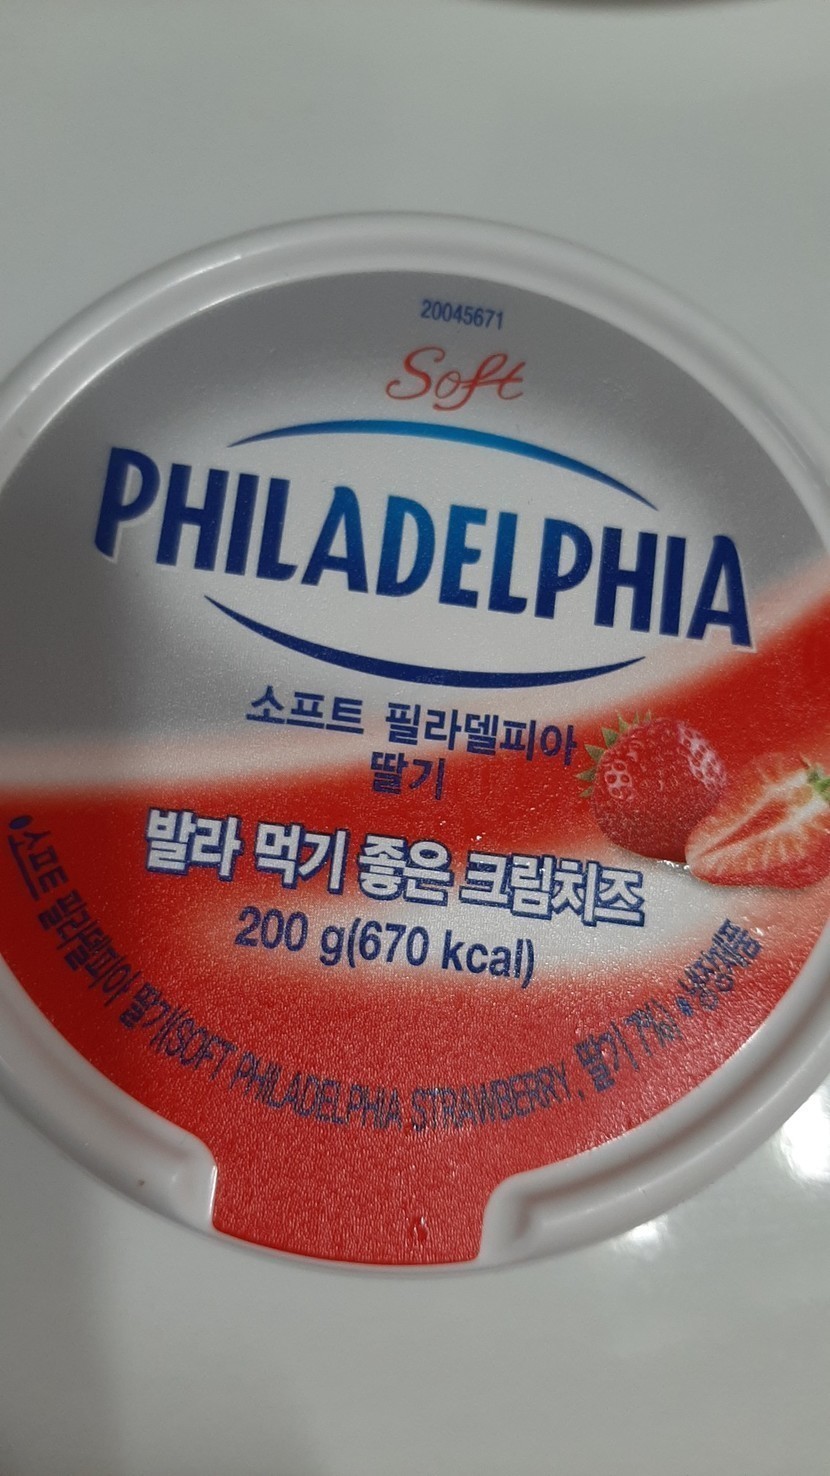 20045671
Soft
PHILADELPHIA
소프트 필라델피아
딸기
발라 먹기 좋은 크림치즈
200 g(670 kcal)
•소프트 필라델피아 딸기(SOFT PHILADELPHIA STRAWBERRY, 딸기 7%) •냉장제품